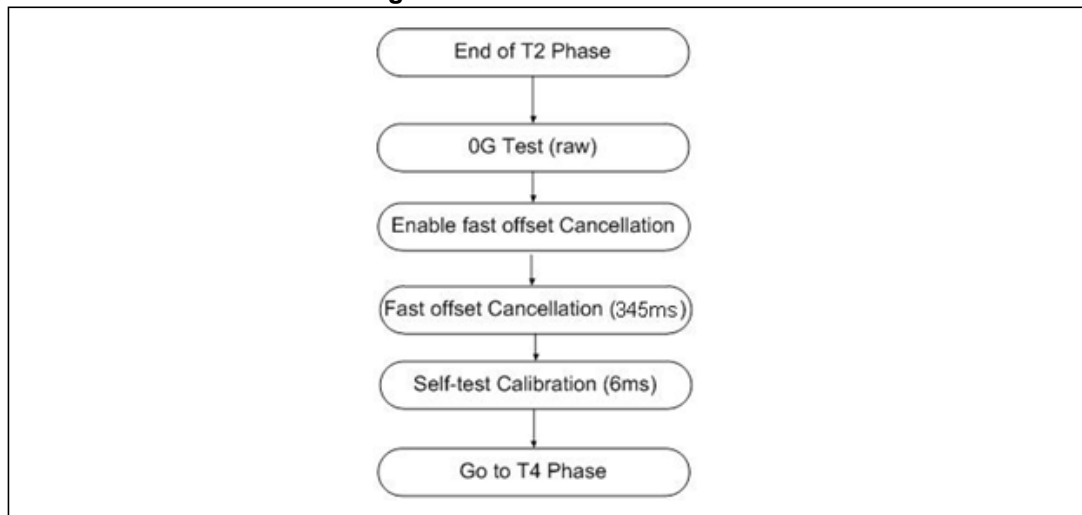 End of T2 Phase
0G Test (raw)
Enable fast offset Cancellation
Fast offset Cancellation (345ms)
Self-test Calibration (6ms)
Go to T4 Phase